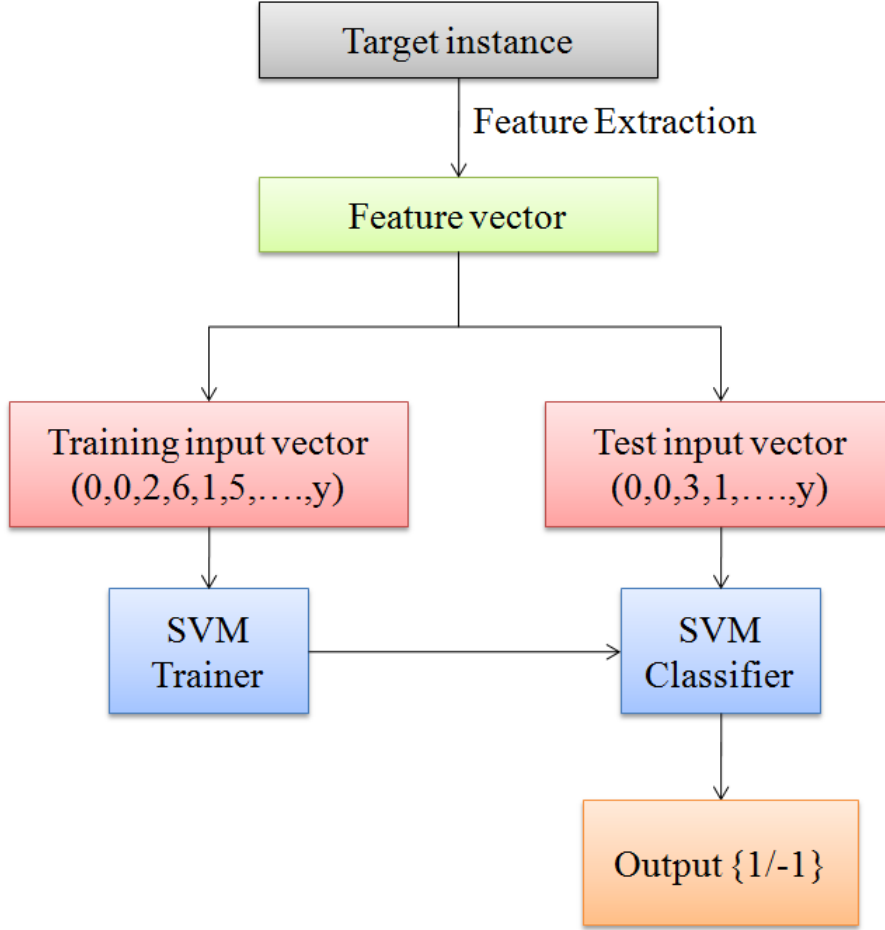 Target instance
Feature Extraction
Feature vector
Training input vector
(0,0,2,6,1,5,….,y)
Test input vector
(0,0,3,1,….,y)
SVM
Trainer
SVM
Classifier
Output {1/-1}